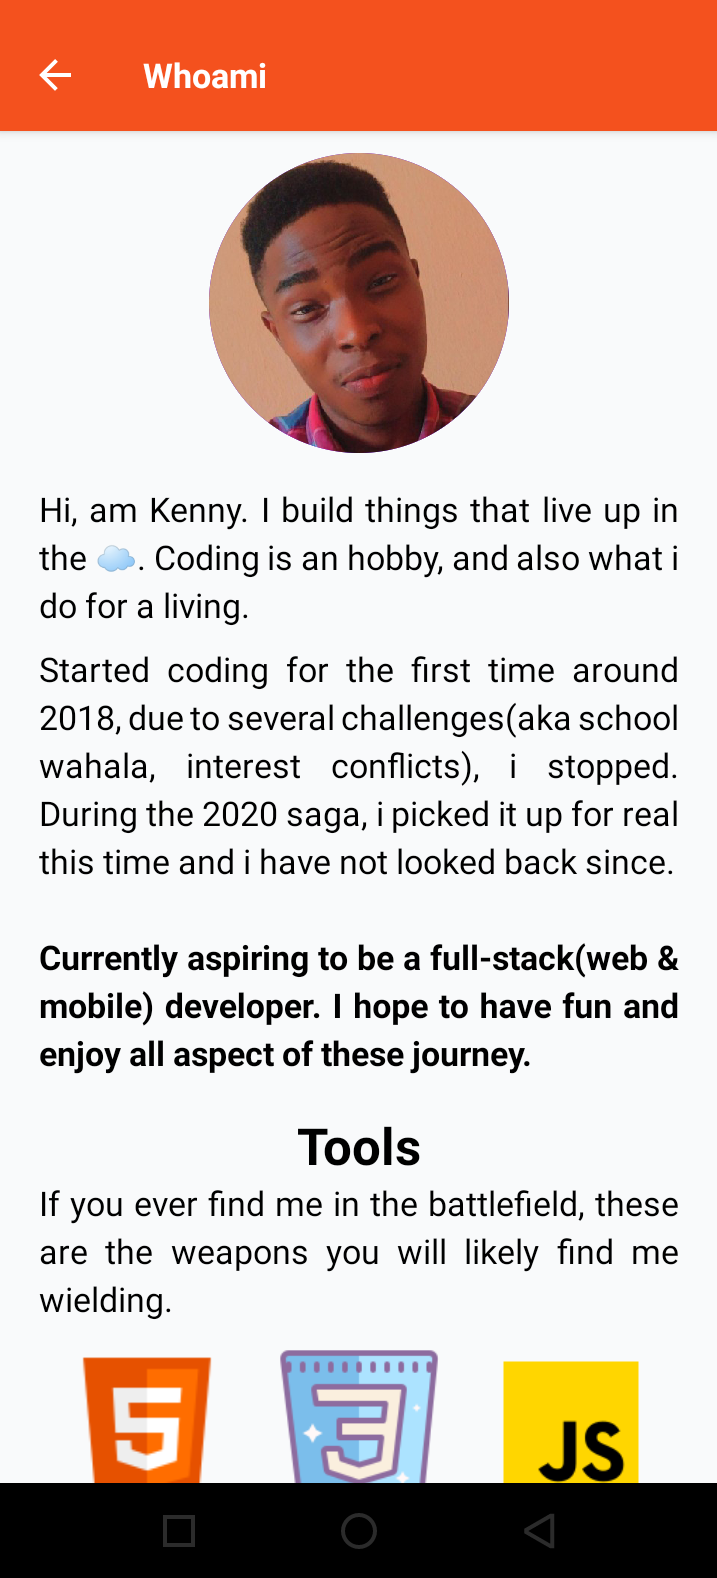 Whoami
Hi, am Kenny. I build things that live up in
the ☁️. Coding is an hobby, and also what i
do for a living.
Started coding for the first time around
2018, due to several challenges(aka school
wahala, interest conflicts), i stopped.
During the 2020 saga, i picked it up for real
this time and i have not looked back since.
Currently aspiring to be a full-stack(web &
mobile) developer. I hope to have fun and
enjoy all aspect of these journey.
Tools
If you ever find me in the battlefield, these
are the weapons you will likely find me
wielding.
5 3 JS